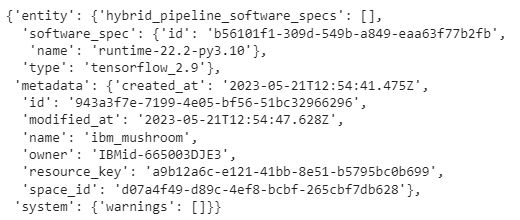 {'entity': {'hybrid_pipeline_software_specs': [],
'software_spec': {'id': 'b56101f1-309d-549b-a849-eaa63f77b2fb',
'name': 'runtime-22.2-py3.10'},
'type': 'tensorflow_2.9'},
'metadata': {'created_at': '2023-05-21T12:54:41.475Z',
'id': '943a3f7e-7199-4e05-bf56-51bc32966296',
'modified_at': '2023-05-21T12:54:47.628Z',
'name': 'ibm_mushroom',
'owner': 'IBMid-665003DJE3',
'resource_key': 'a9b12a6c-e121-41bb-8e51-b5795bc0b699',
'space_id': 'd07a4f49-d89c-4ef8-bcbf-265cbf7db628'},
'system': {'warnings': []}}